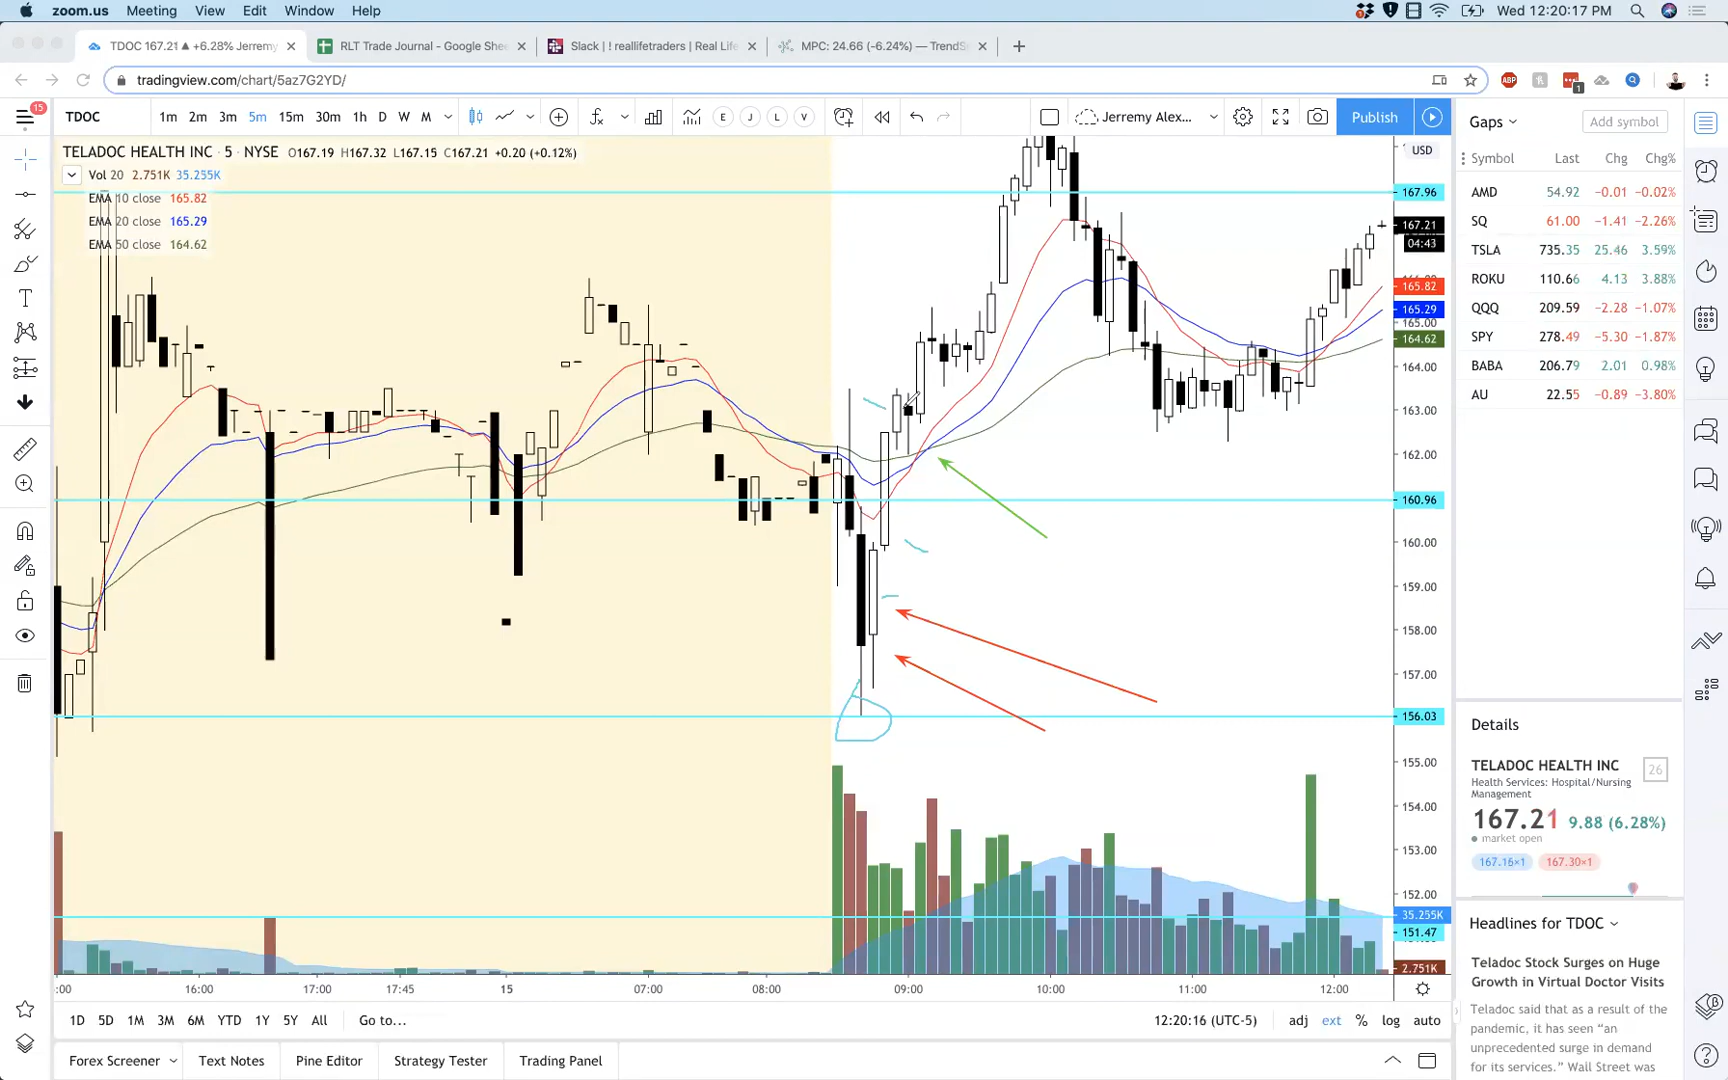 zoom.us Meeting View Edit Window Help Wed 12:20:17 PM
TDOC 167.21 ▲ +6.28% Jeremy RLT Trade Journal - Google She Slack | ! reallifetraders | Real Life MPC: 24.66 (-6.24%) — TrendS
tradingview.com/chart/5az7G2YD/ ABP 1
15 TDOC 1m 2m 3m 5m 15m 30m 1h D W M E J L V Jeremy Alex... Publish
Gaps Add symbol
TELADOC HEALTH INC · 5 · NYSE O167.19 H167.32 L167.15 C167.21 +0.20 (+0.12%) USD
Vol 20 2.751K 35.255K
EMA 10 close 165.82
EMA 20 close 165.29
EMA 50 close 164.62
167.96
167.21
04:43
165.82
165.29
165.00
164.62
164.00
163.00
162.00
160.96
160.00
159.00
158.00
157.00
156.03
155.00
154.00
153.00
152.00
35.255K
151.47
2.751K
:00 16:00 17:00 17:45 15 07:00 08:00 09:00 10:00 11:00 12:00
1D 5D 1M 3M 6M YTD 1Y 5Y All Go to... 12:20:16 (UTC-5) adj ext % log auto
Forex Screener Text Notes Pine Editor Strategy Tester Trading Panel
Symbol Last Chg Chg%
AMD 54.92 −0.01 −0.02%
SQ 61.00 −1.41 −2.26%
TSLA 735.35 25.46 3.59%
ROKU 110.66 4.13 3.88%
QQQ 209.59 −2.28 −1.07%
SPY 278.49 −5.30 −1.87%
BABA 206.79 2.01 0.98%
AU 22.55 −0.89 −3.80%
Details
TELADOC HEALTH INC 26
Health Services: Hospital/Nursing
Management
167.21 9.88 (6.28%)
market open
167.16×1 167.30×1
Headlines for TDOC
Teladoc Stock Surges on Huge
Growth in Virtual Doctor Visits
Teladoc said that as a result of the
pandemic, it has seen “an
unprecedented surge in demand
for its services.” Wall Street was